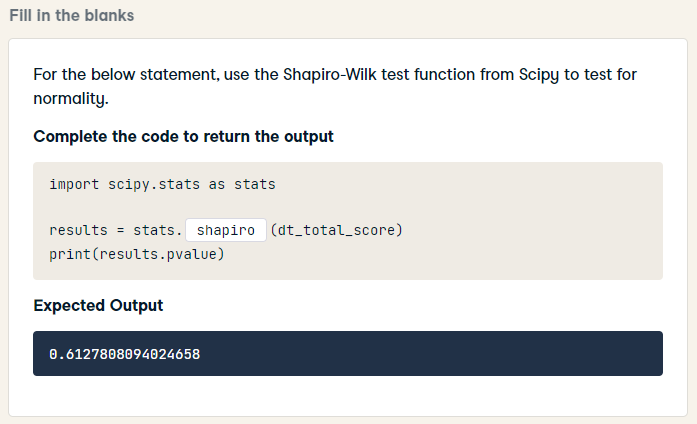 Fill in the blanks
For the below statement, use the Shapiro-Wilk test function from Scipy to test for
normality.
Complete the code to return the output
import scipy.stats as stats
results = stats. shapiro (dt_total_score)
print(results.pvalue)
Expected Output
0.6127808094024658